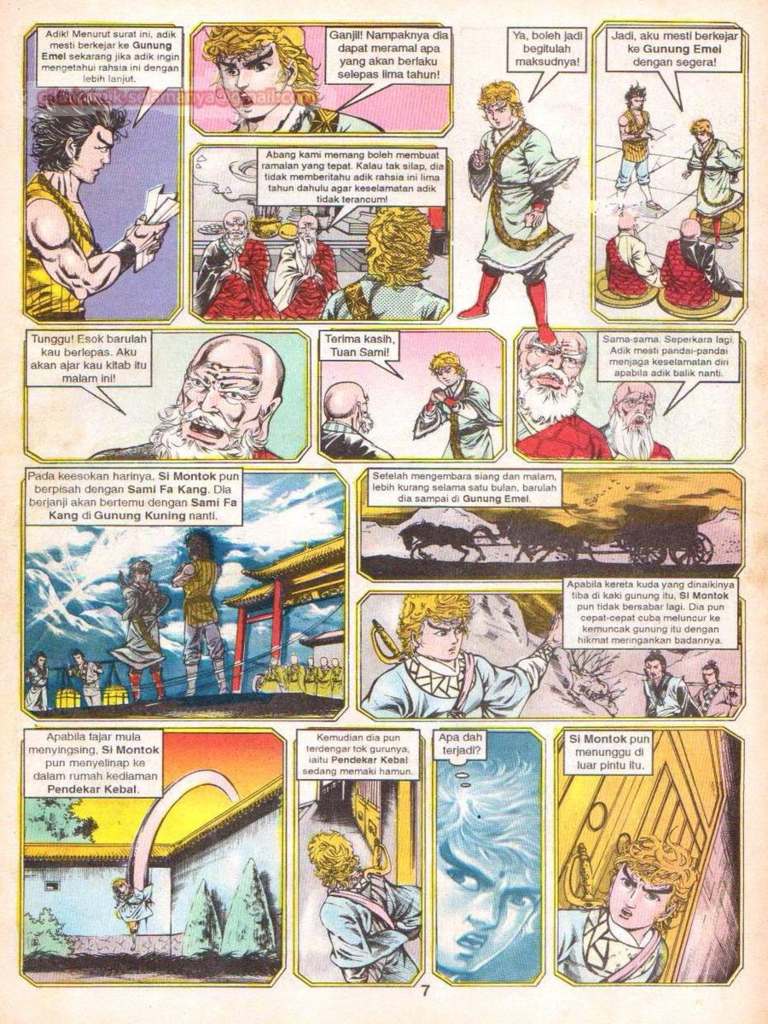 Adik! Menurut surat ini, adik
mesti berkejar ke Gunung
Emei sekarang jika adik ingin
mengetahui rahsia ini dengan
lebih lanjut.
Ganjil! Nampaknya dia
dapat meramal apa
yang akan berlaku
selepas lima tahun!
Abang kami memang boleh membuat
ramalan yang tepat. Kalau tak silap, dia
tidak memberitahu adik rahsia ini lima
tahun dahulu agar keselamatan adik
tidak terancum!
Ya, boleh jadi
begitulah
maksudnya!
Jadi, aku mesti berkejar
ke Gunung Emei
dengan segera!
Tunggu! Esok barulah
kau berlepas. Aku
akan ajar kau kitab itu
malam ini!
Terima kasih,
Tuan Sami!
Sama-sama. Seperkara lagi.
Adik mesti pandai-pandai
menjaga keselamatan diri
apabila adik balik nanti.
Pada keesokan harinya, Si Montok pun
berpisah dengan Sami Fa Kang. Dia
berjanji akan bertemu dengan Sami Fa
Kang di Gunung Kuning nanti.
Setelah mengembara siang dan malam,
lebih kurang selama satu bulan, barulah
dia sampai di Gunung Emei.
Apabila kereta kuda yang dinaikinya
tiba di kaki gunung itu, Si Montok
pun tidak bersabar lagi. Dia pun
cepat-cepat cuba meluncur ke
kemuncak gunung itu dengan
hikmat meringankan badannya.
Apabila fajar mula
menyingsing, Si Montok
pun menyelinap ke
dalam rumah kediaman
Pendekar Kebal.
Kemudian dia pun
terdengar tok gurunya,
iaitu Pendekar Kebal
sedang memaki hamun.
Apa dah
terjadi?
Si Montok pun
menunggu di
luar pintu itu.
7